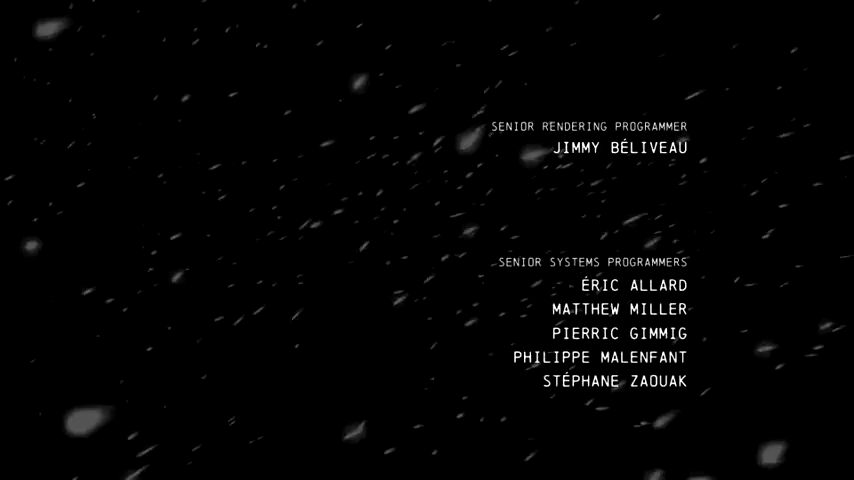 SENIOR RENDERING PROGRAMMER
JIMMY BÉLIVEAU
SENIOR SYSTEMS PROGRAMMERS
ÉRIC ALLARD
MATTHEW MILLER
PIERRIC GIMMIG
PHILIPPE MALENFANT
STÉPHANE ZAOUAK